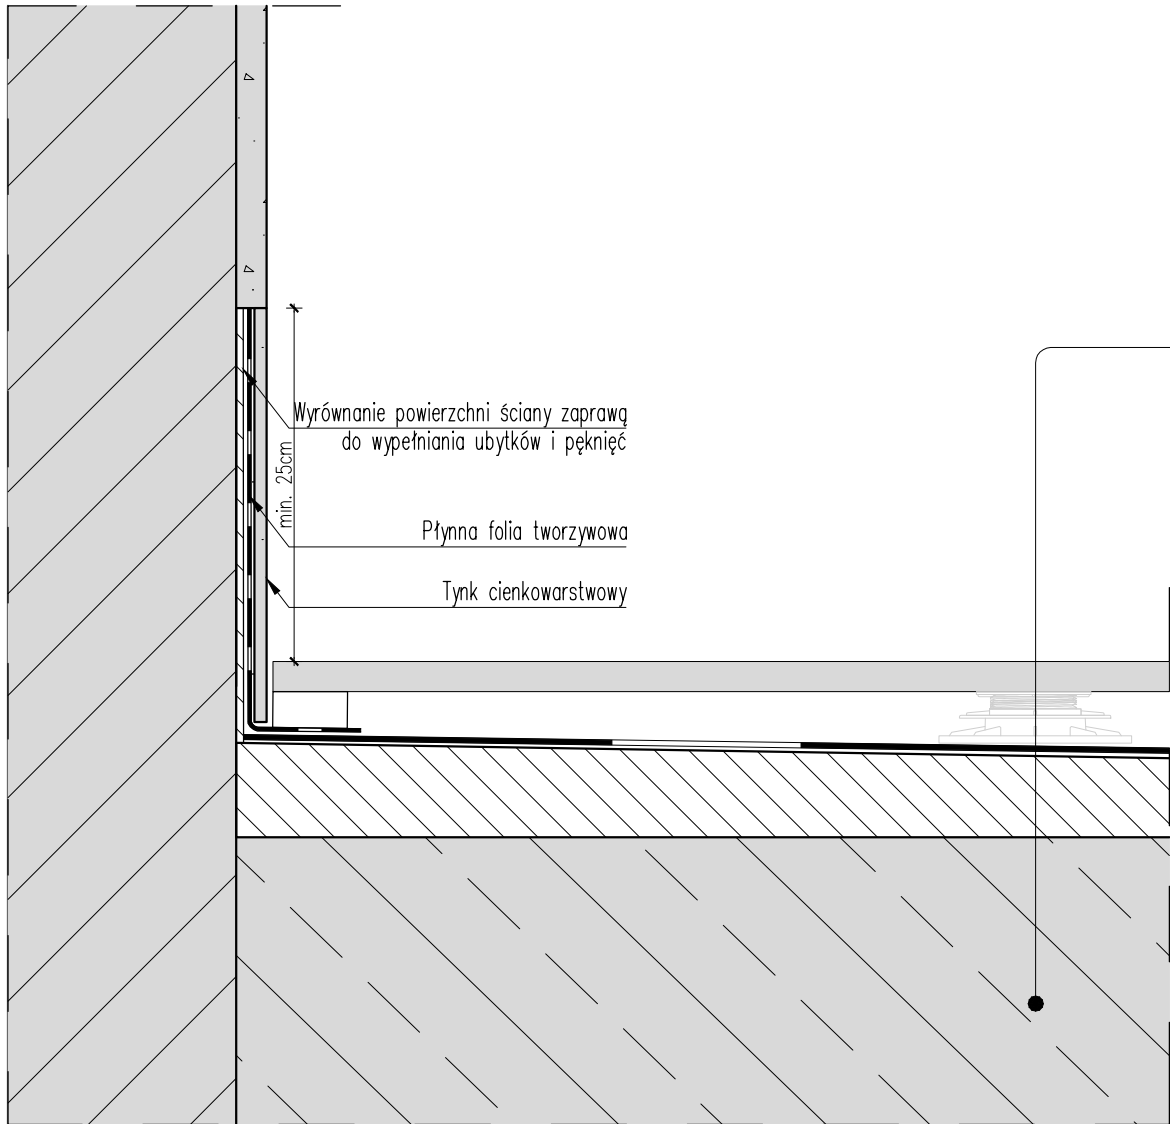 Wyrównanie powierzchni ściany zaprawą
do wypełniania ubytków i pęknięć
min. 25cm
Płynna folia tworzywowa
Tynk cienkowarstwowy